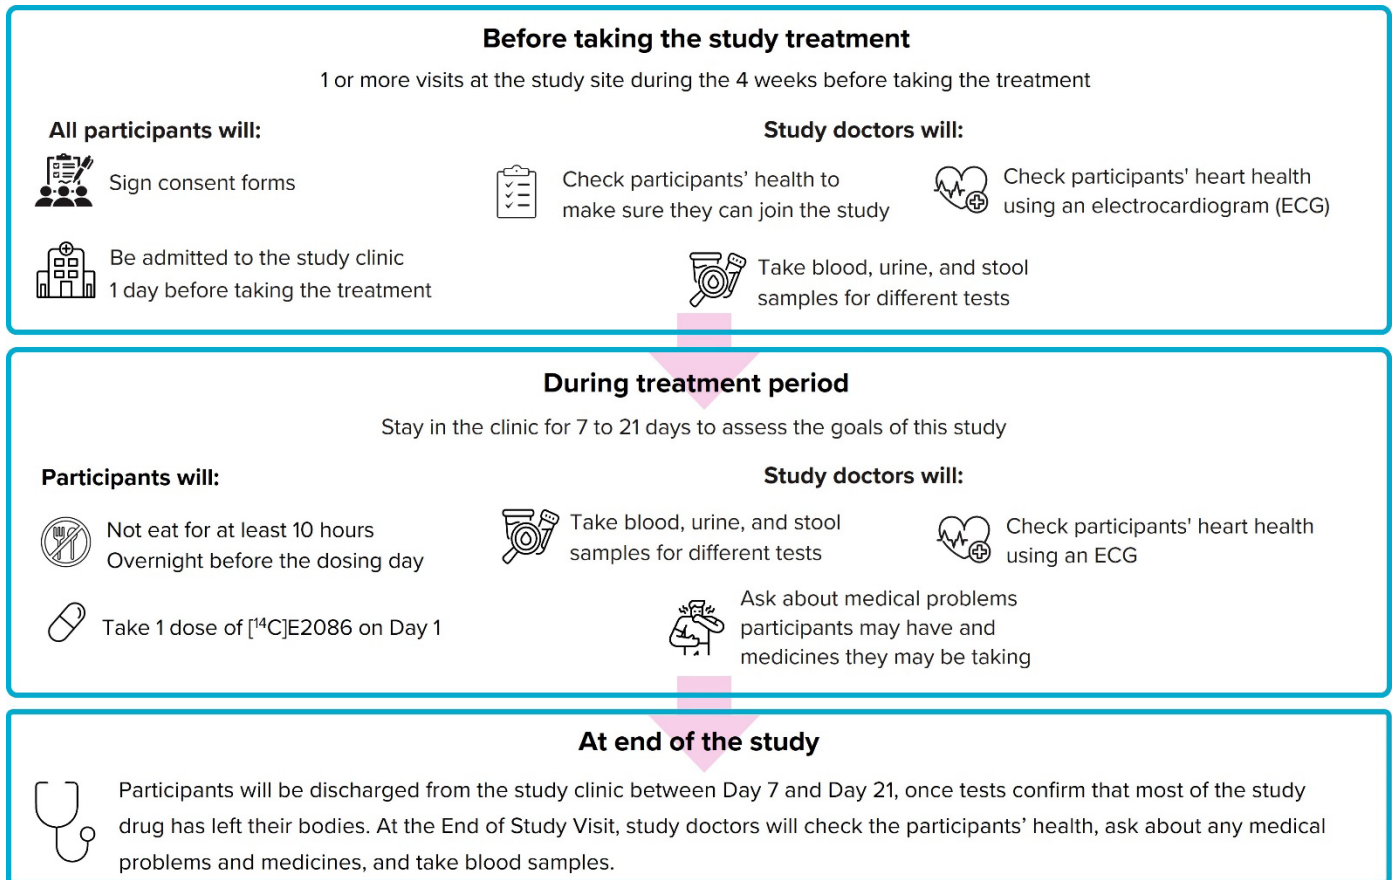 Before taking the study treatment
1 or more visits at the study site during the 4 weeks before taking the treatment
All participants will:
Sign consent forms
Be admitted to the study clinic
1 day before taking the treatment
Study doctors will:
Check participants' health to
make sure they can join the study
Check participants' heart health
using an electrocardiogram (ECG)
Take blood, urine, and stool
samples for different tests
During treatment period
Stay in the clinic for 7 to 21 days to assess the goals of this study
Participants will:
Not eat for at least 10 hours
Overnight before the dosing day
Take 1 dose of [¹⁴C]E2086 on Day 1
Study doctors will:
Take blood, urine, and stool
samples for different tests
Check participants' heart health
using an ECG
Ask about medical problems
participants may have and
medicines they may be taking
At end of the study
Participants will be discharged from the study clinic between Day 7 and Day 21, once tests confirm that most of the study
drug has left their bodies. At the End of Study Visit, study doctors will check the participants' health, ask about any medical
problems and medicines, and take blood samples.